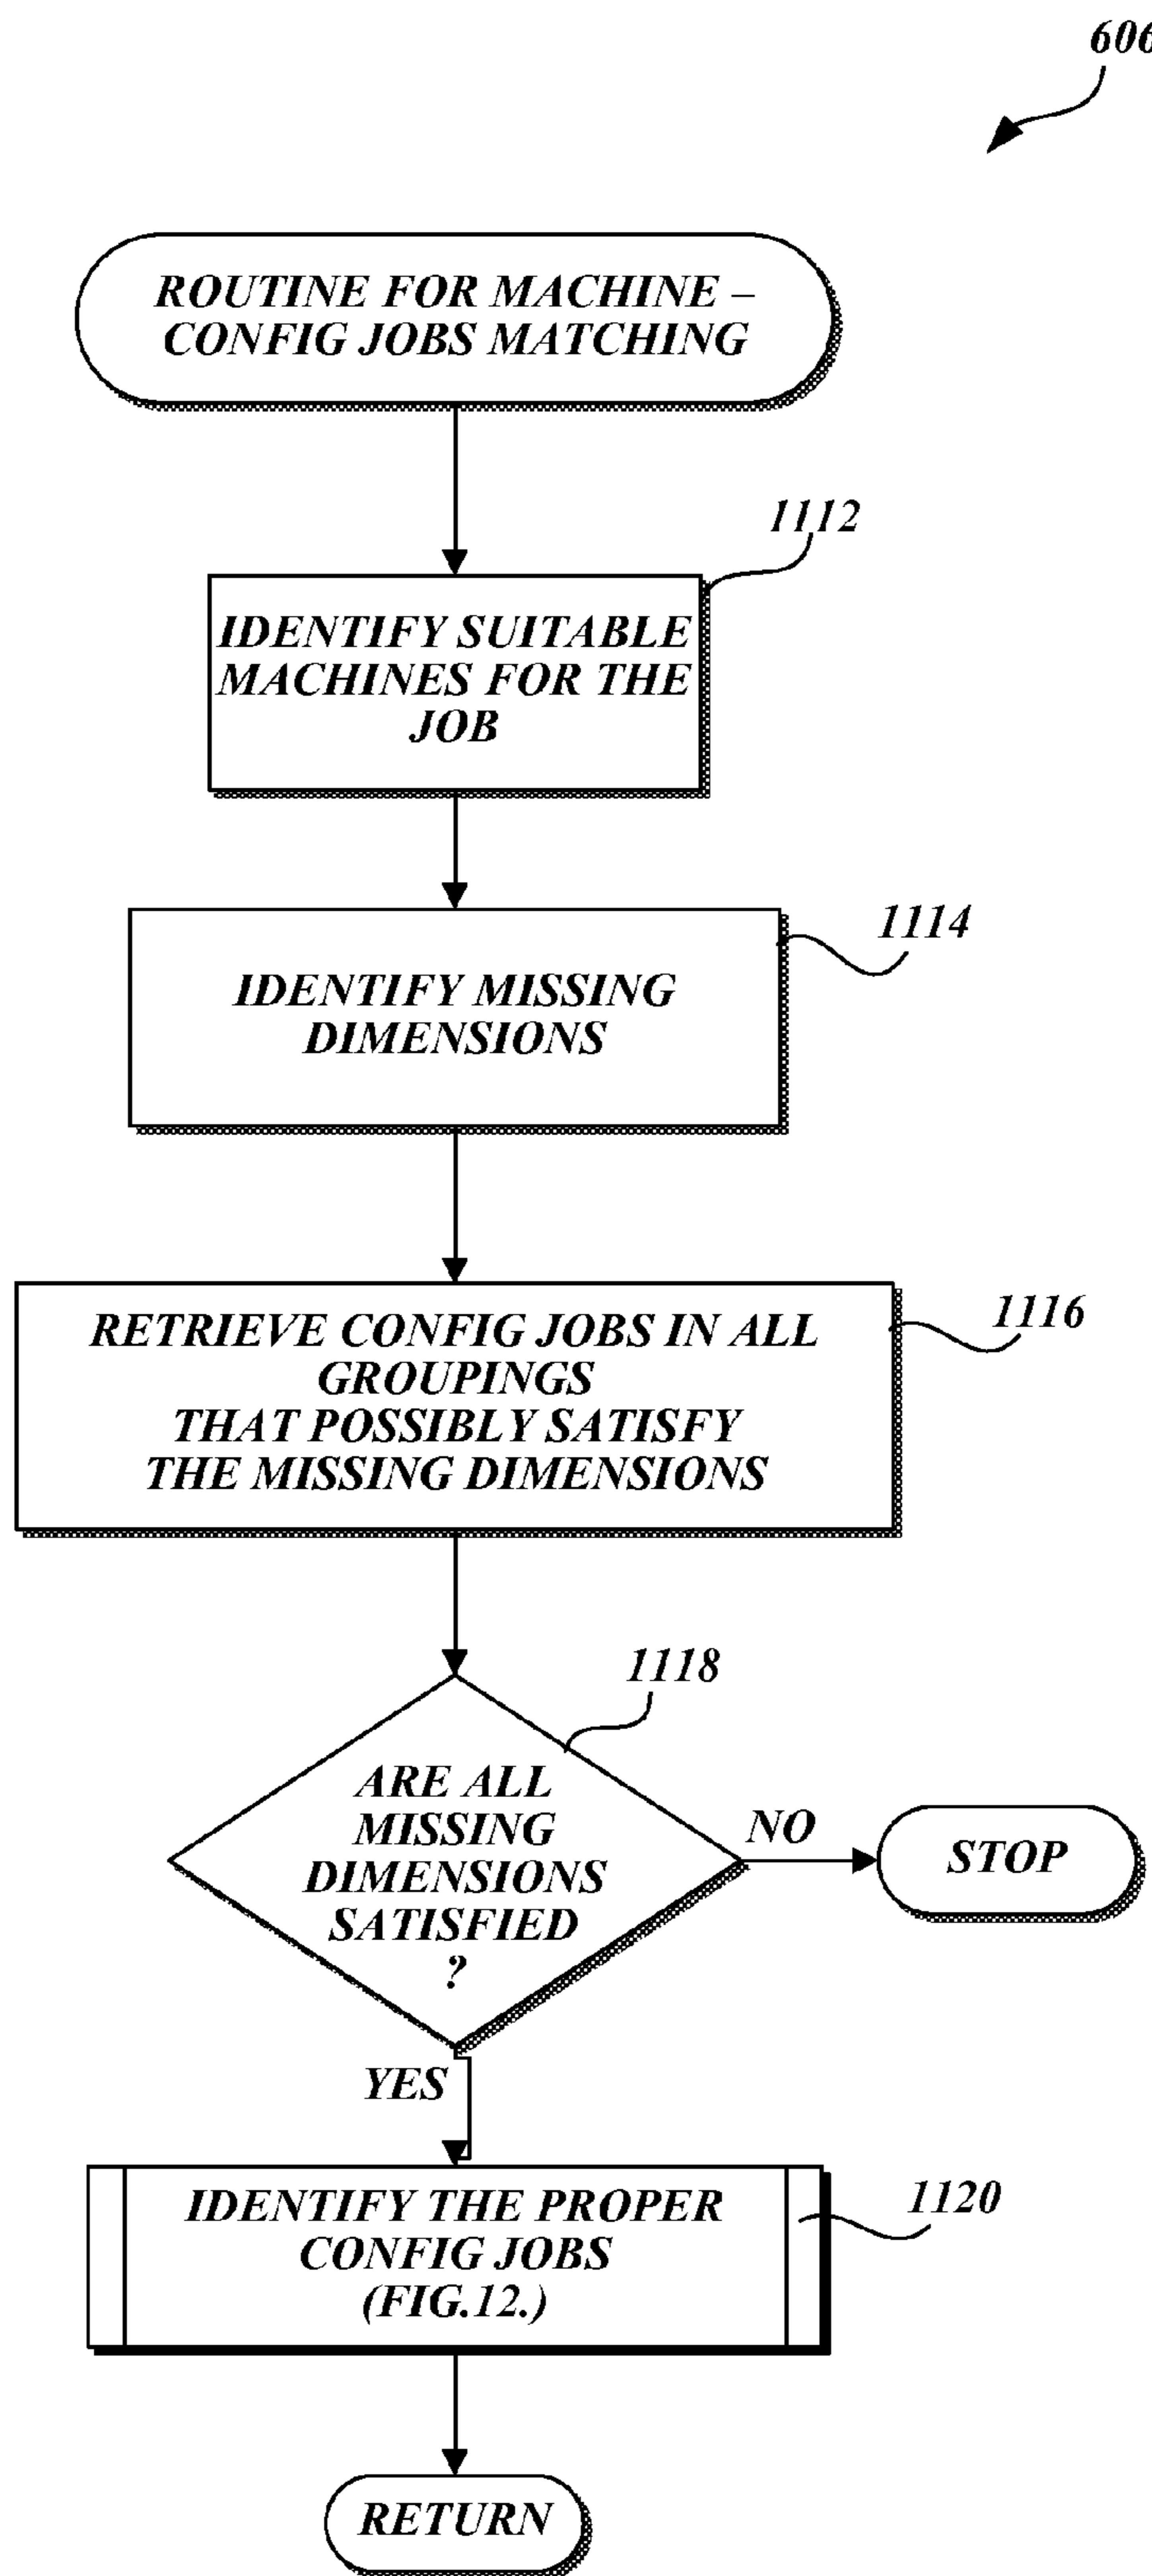 606
ROUTINE FOR MACHINE –
CONFIG JOBS MATCHING
1112
IDENTIFY SUITABLE
MACHINES FOR THE
JOB
1114
IDENTIFY MISSING
DIMENSIONS
1116
RETRIEVE CONFIG JOBS IN ALL
GROUPINGS
THAT POSSIBLY SATISFY
THE MISSING DIMENSIONS
1118
ARE ALL
MISSING
DIMENSIONS
SATISFIED
?
NO
STOP
YES
1120
IDENTIFY THE PROPER
CONFIG JOBS
(FIG.12.)
RETURN